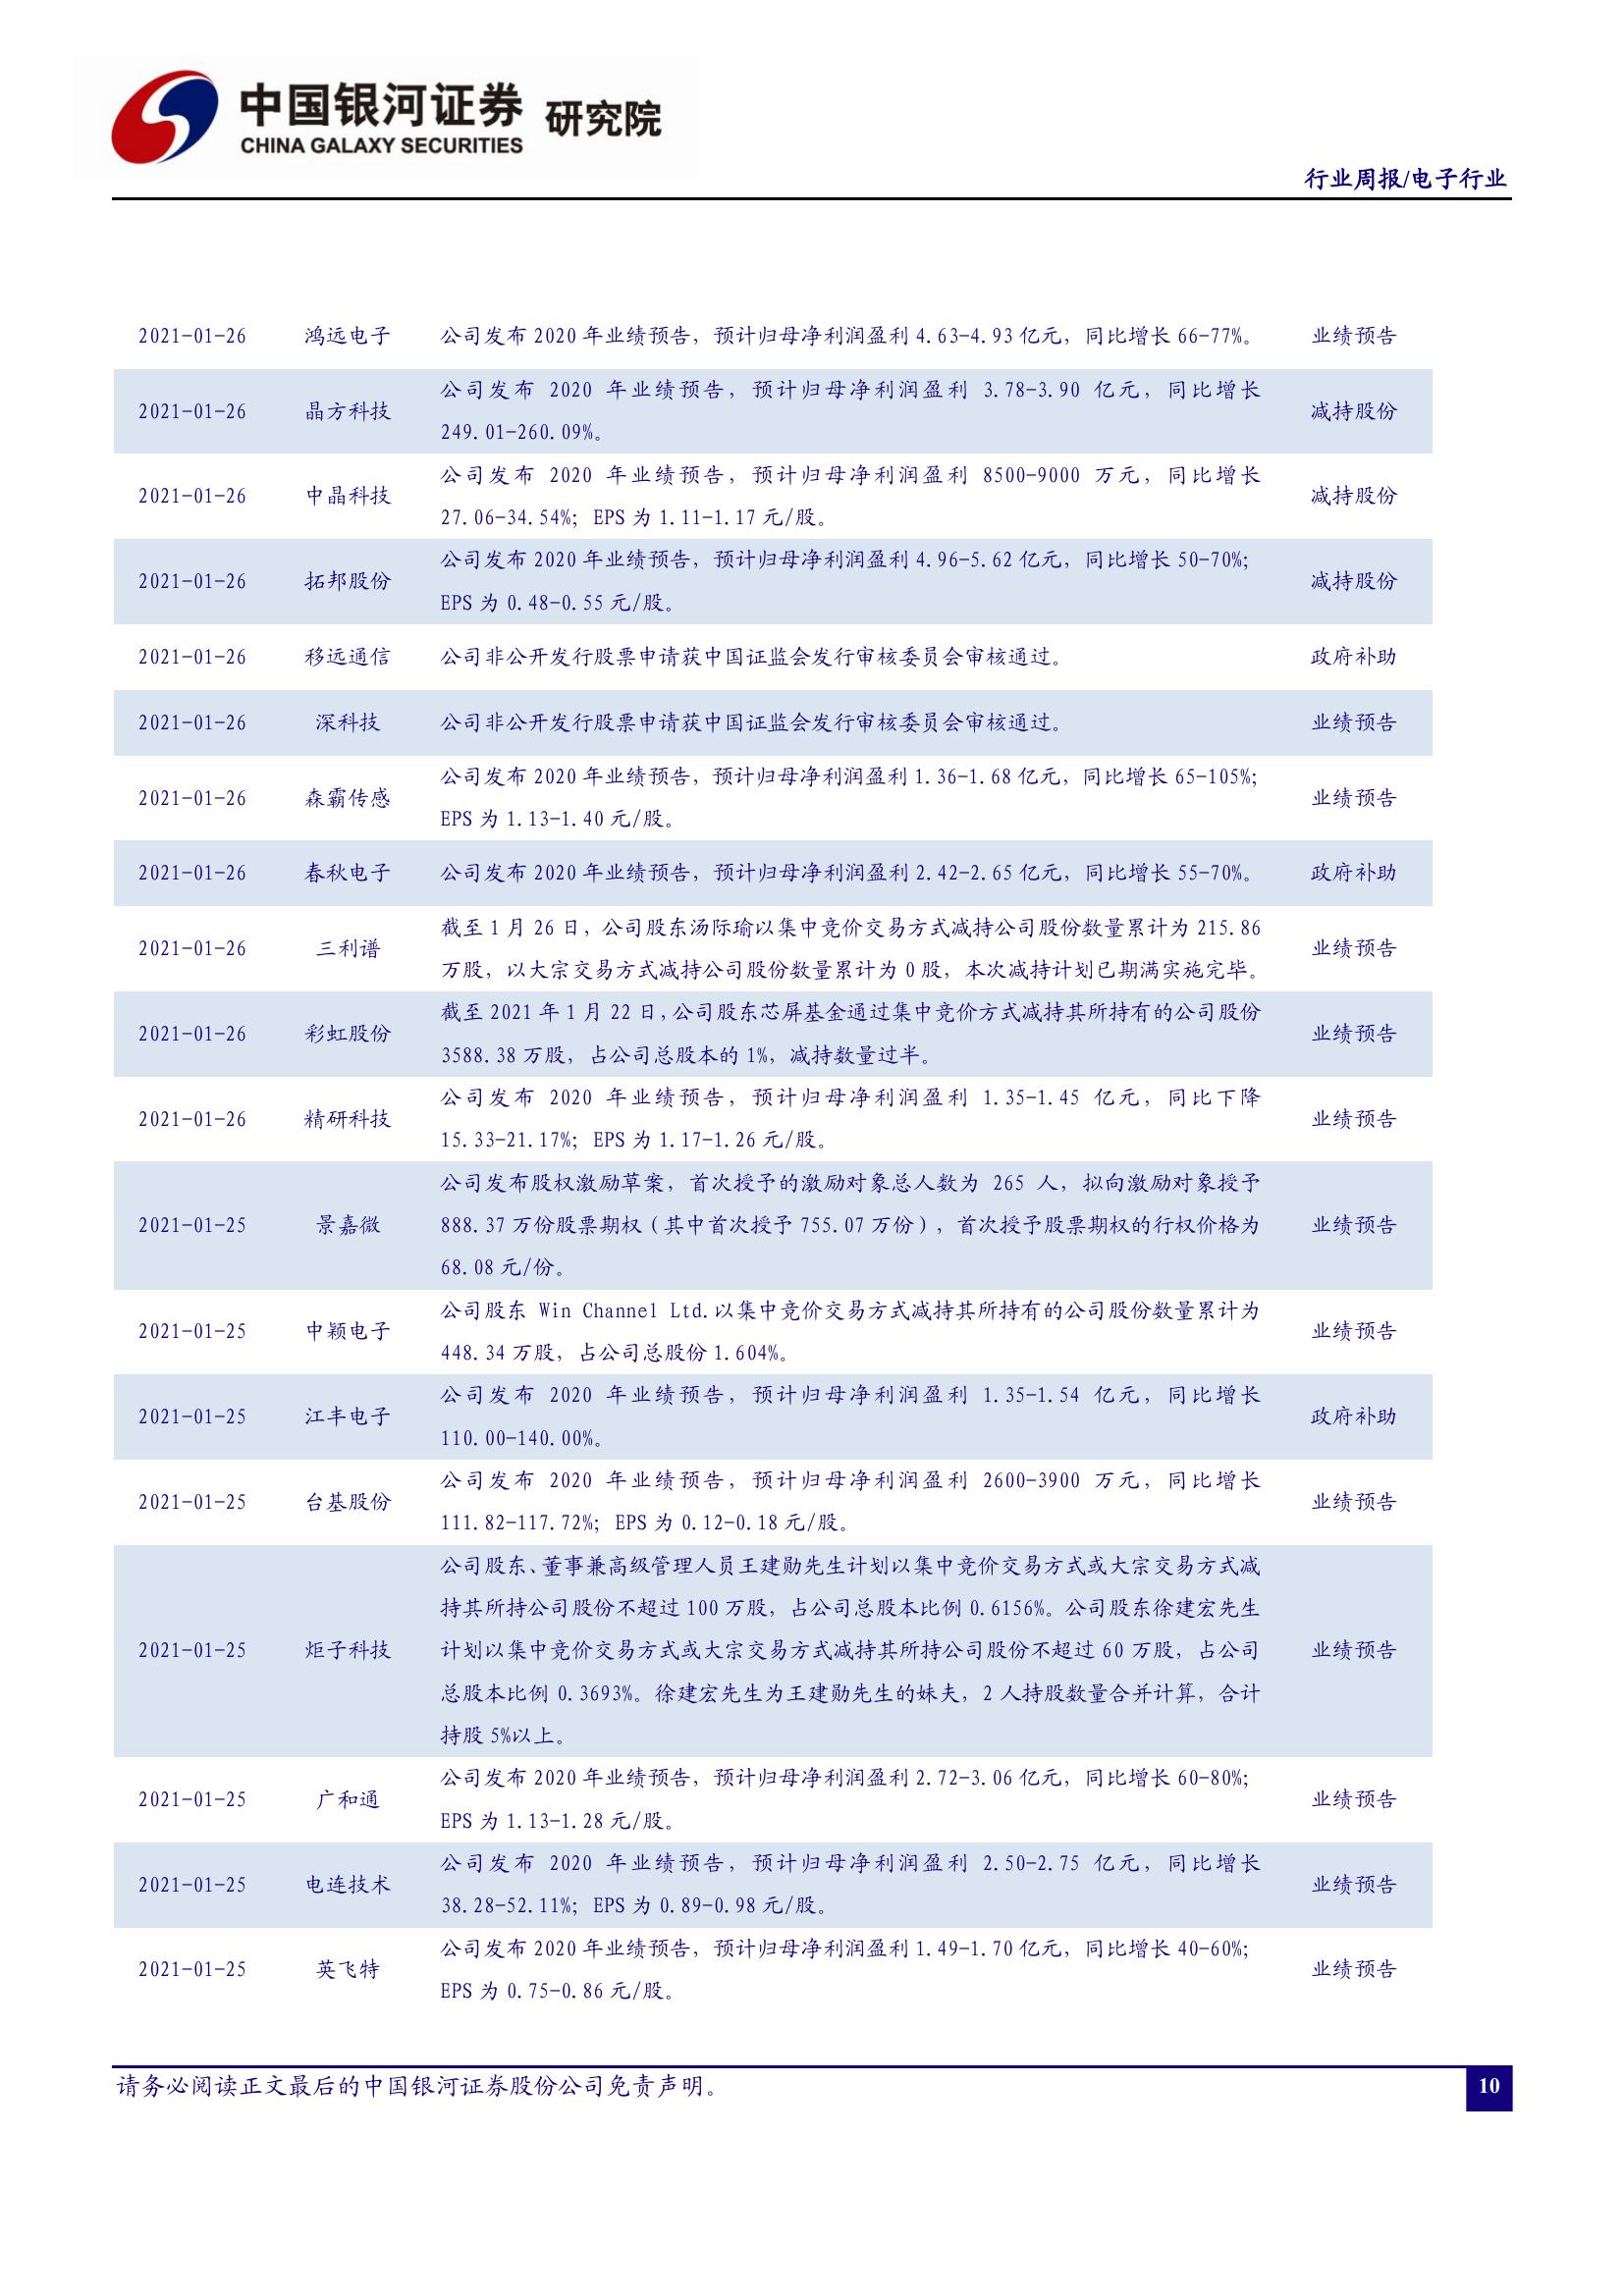 中国银河证券 研究院
CHINA GALAXY SECURITIES
行业周报/电子行业
2021-01-26 鸿远电子 公司发布 2020 年业绩预告，预计归母净利润盈利 4.63-4.93 亿元，同比增长 66-77%。 业绩预告
公司发布 2020 年业绩预告，预计归母净利润盈利 3.78-3.90 亿元，同比增长
2021-01-26 晶方科技 减持股份
249.01-260.09%。
公司发布 2020 年业绩预告，预计归母净利润盈利 8500-9000 万元，同比增长
2021-01-26 中晶科技 减持股份
27.06-34.54%；EPS 为 1.11-1.17 元/股。
公司发布 2020 年业绩预告，预计归母净利润盈利 4.96-5.62 亿元，同比增长 50-70%；
2021-01-26 拓邦股份 减持股份
EPS 为 0.48-0.55 元/股。
2021-01-26 移远通信 公司非公开发行股票申请获中国证监会发行审核委员会审核通过。 政府补助
2021-01-26 深科技 公司非公开发行股票申请获中国证监会发行审核委员会审核通过。 业绩预告
公司发布 2020 年业绩预告，预计归母净利润盈利 1.36-1.68 亿元，同比增长 65-105%；
2021-01-26 森霸传感 业绩预告
EPS 为 1.13-1.40 元/股。
2021-01-26 春秋电子 公司发布 2020 年业绩预告，预计归母净利润盈利 2.42-2.65 亿元，同比增长 55-70%。 政府补助
截至 1 月 26 日，公司股东汤际瑜以集中竞价交易方式减持公司股份数量累计为 215.86
2021-01-26 三利谱 业绩预告
万股，以大宗交易方式减持公司股份数量累计为 0 股，本次减持计划已期满实施完毕。
截至 2021 年 1 月 22 日，公司股东芯屏基金通过集中竞价方式减持其所持有的公司股份
2021-01-26 彩虹股份 业绩预告
3588.38 万股，占公司总股本的 1%，减持数量过半。
公司发布 2020 年业绩预告，预计归母净利润盈利 1.35-1.45 亿元，同比下降
2021-01-26 精研科技 业绩预告
15.33-21.17%；EPS 为 1.17-1.26 元/股。
公司发布股权激励草案，首次授予的激励对象总人数为 265 人，拟向激励对象授予
2021-01-25 景嘉微 888.37 万份股票期权（其中首次授予 755.07 万份），首次授予股票期权的行权价格为 业绩预告
68.08 元/份。
公司股东 Win Channel Ltd.以集中竞价交易方式减持其所持有的公司股份数量累计为
2021-01-25 中颖电子 业绩预告
448.34 万股，占公司总股份 1.604%。
公司发布 2020 年业绩预告，预计归母净利润盈利 1.35-1.54 亿元，同比增长
2021-01-25 江丰电子 政府补助
110.00-140.00%。
公司发布 2020 年业绩预告，预计归母净利润盈利 2600-3900 万元，同比增长
2021-01-25 台基股份 业绩预告
111.82-117.72%；EPS 为 0.12-0.18 元/股。
公司股东、董事兼高级管理人员王建勋先生计划以集中竞价交易方式或大宗交易方式减
持其所持公司股份不超过 100 万股，占公司总股本比例 0.6156%。公司股东徐建宏先生
2021-01-25 炬子科技 计划以集中竞价交易方式或大宗交易方式减持其所持公司股份不超过 60 万股，占公司 业绩预告
总股本比例 0.3693%。徐建宏先生为王建勋先生的妹夫，2 人持股数量合并计算，合计
持股 5%以上。
公司发布 2020 年业绩预告，预计归母净利润盈利 2.72-3.06 亿元，同比增长 60-80%；
2021-01-25 广和通 业绩预告
EPS 为 1.13-1.28 元/股。
公司发布 2020 年业绩预告，预计归母净利润盈利 2.50-2.75 亿元，同比增长
2021-01-25 电连技术 业绩预告
38.28-52.11%；EPS 为 0.89-0.98 元/股。
公司发布 2020 年业绩预告，预计归母净利润盈利 1.49-1.70 亿元，同比增长 40-60%；
2021-01-25 英飞特 业绩预告
EPS 为 0.75-0.86 元/股。
请务必阅读正文最后的中国银河证券股份公司免责声明。 10